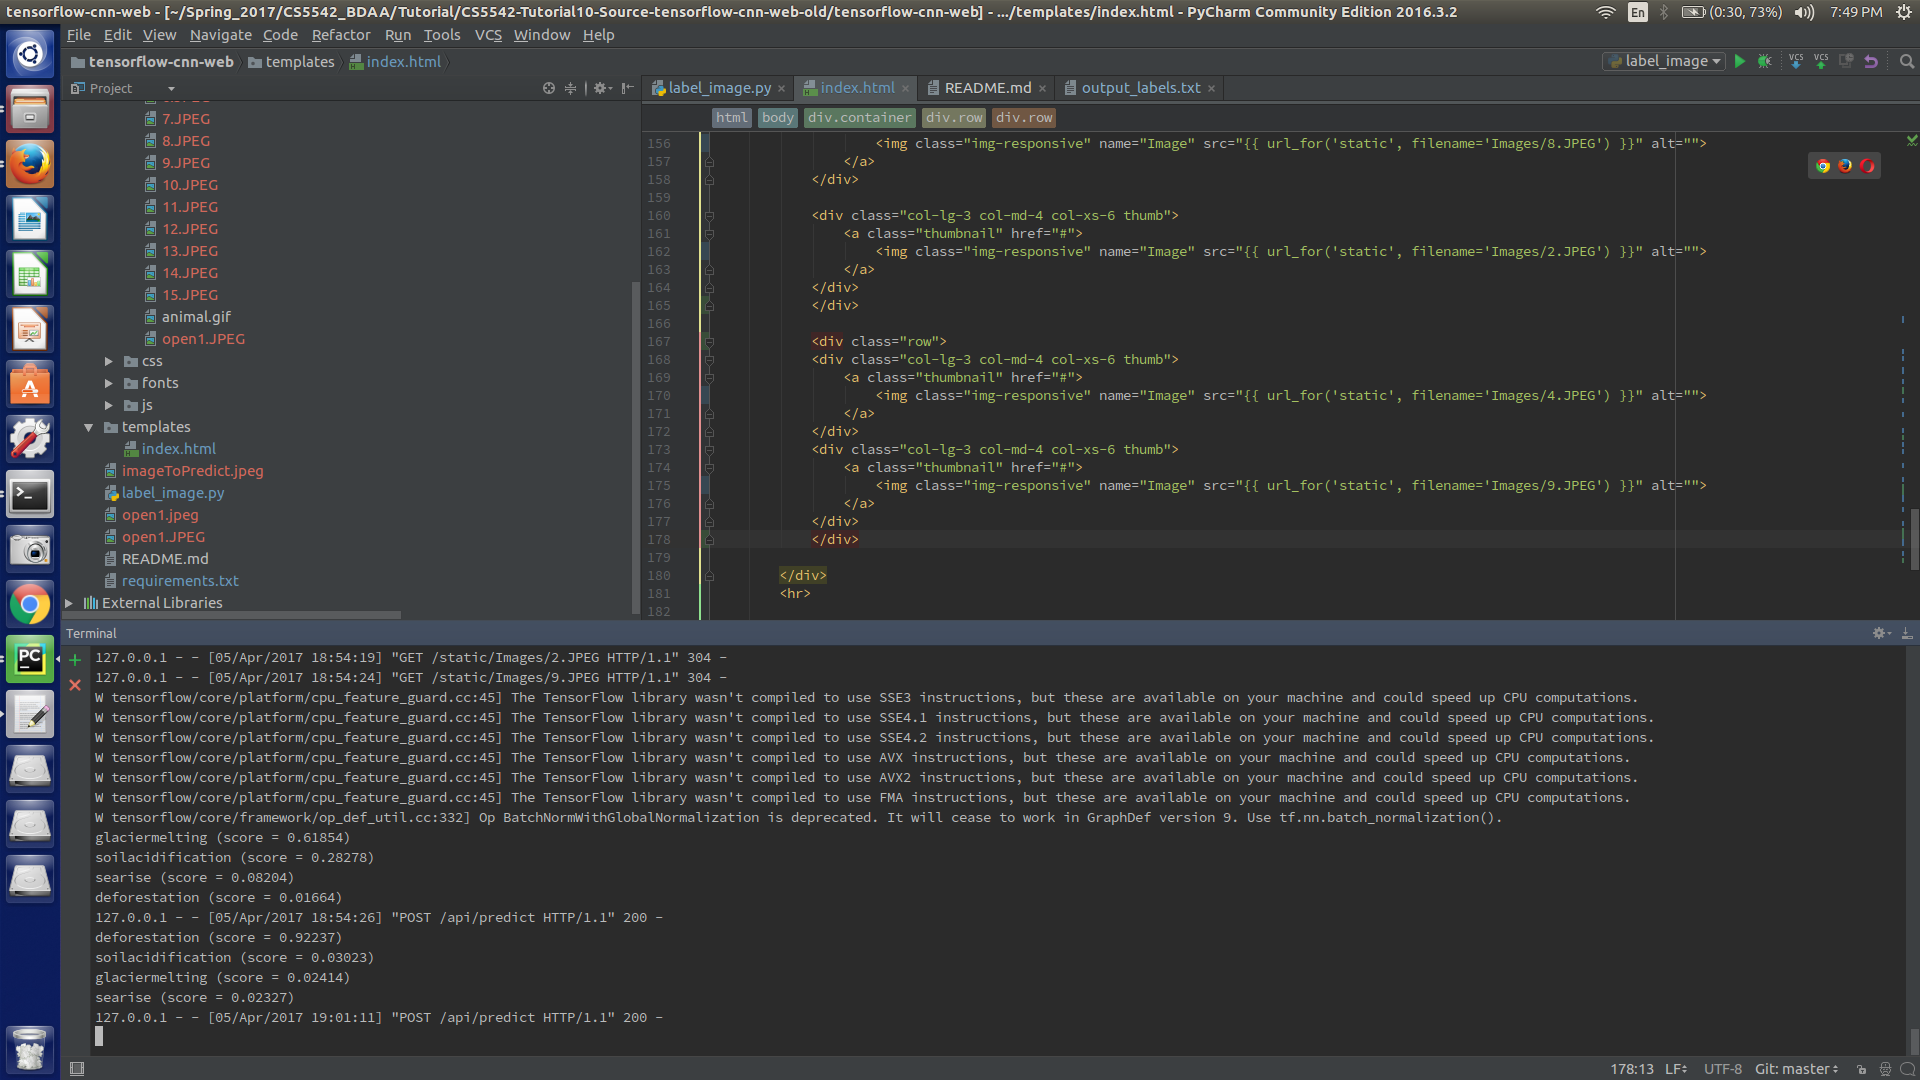 tensorflow-cnn-web - [~/Spring_2017/CS5542_BDAA/Tutorial/CS5542-Tutorial10-Source-tensorflow-cnn-web-old/tensorflow-cnn-web] - .../templates/index.html - PyCharm Community Edition 2016.3.2
En (0:30, 73%) 7:49 PM
File Edit View Navigate Code Refactor Run Tools VCS Window Help
tensorflow-cnn-web templates index.html
label_image VCS VCS
Project
label_image.py × index.html × README.md × output_labels.txt ×
html body div.container div.row div.row
7.JPEG
8.JPEG
9.JPEG
10.JPEG
11.JPEG
12.JPEG
13.JPEG
14.JPEG
15.JPEG
animal.gif
open1.JPEG
css
fonts
js
templates
index.html
imageToPredict.jpeg
label_image.py
open1.jpeg
open1.JPEG
README.md
requirements.txt
External Libraries
156 <img class="img-responsive" name="Image" src="{{ url_for('static', filename='Images/8.JPEG') }}" alt="">
157 </a>
158 </div>
159
160 <div class="col-lg-3 col-md-4 col-xs-6 thumb">
161 <a class="thumbnail" href="#">
162 <img class="img-responsive" name="Image" src="{{ url_for('static', filename='Images/2.JPEG') }}" alt="">
163 </a>
164 </div>
165 </div>
166
167 <div class="row">
168 <div class="col-lg-3 col-md-4 col-xs-6 thumb">
169 <a class="thumbnail" href="#">
170 <img class="img-responsive" name="Image" src="{{ url_for('static', filename='Images/4.JPEG') }}" alt="">
171 </a>
172 </div>
173 <div class="col-lg-3 col-md-4 col-xs-6 thumb">
174 <a class="thumbnail" href="#">
175 <img class="img-responsive" name="Image" src="{{ url_for('static', filename='Images/9.JPEG') }}" alt="">
176 </a>
177 </div>
178 </div>
179
180 </div>
181 <hr>
182
Terminal
127.0.0.1 - - [05/Apr/2017 18:54:19] "GET /static/Images/2.JPEG HTTP/1.1" 304 -
127.0.0.1 - - [05/Apr/2017 18:54:24] "GET /static/Images/9.JPEG HTTP/1.1" 304 -
W tensorflow/core/platform/cpu_feature_guard.cc:45] The TensorFlow library wasn't compiled to use SSE3 instructions, but these are available on your machine and could speed up CPU computations.
W tensorflow/core/platform/cpu_feature_guard.cc:45] The TensorFlow library wasn't compiled to use SSE4.1 instructions, but these are available on your machine and could speed up CPU computations.
W tensorflow/core/platform/cpu_feature_guard.cc:45] The TensorFlow library wasn't compiled to use SSE4.2 instructions, but these are available on your machine and could speed up CPU computations.
W tensorflow/core/platform/cpu_feature_guard.cc:45] The TensorFlow library wasn't compiled to use AVX instructions, but these are available on your machine and could speed up CPU computations.
W tensorflow/core/platform/cpu_feature_guard.cc:45] The TensorFlow library wasn't compiled to use AVX2 instructions, but these are available on your machine and could speed up CPU computations.
W tensorflow/core/platform/cpu_feature_guard.cc:45] The TensorFlow library wasn't compiled to use FMA instructions, but these are available on your machine and could speed up CPU computations.
W tensorflow/core/framework/op_def_util.cc:332] Op BatchNormWithGlobalNormalization is deprecated. It will cease to work in GraphDef version 9. Use tf.nn.batch_normalization().
glaciermelting (score = 0.61854)
soilacidification (score = 0.28278)
searise (score = 0.08204)
deforestation (score = 0.01664)
127.0.0.1 - - [05/Apr/2017 18:54:26] "POST /api/predict HTTP/1.1" 200 -
deforestation (score = 0.92237)
soilacidification (score = 0.03023)
glaciermelting (score = 0.02414)
searise (score = 0.02327)
127.0.0.1 - - [05/Apr/2017 19:01:11] "POST /api/predict HTTP/1.1" 200 -
178:13 LF UTF-8 Git: master